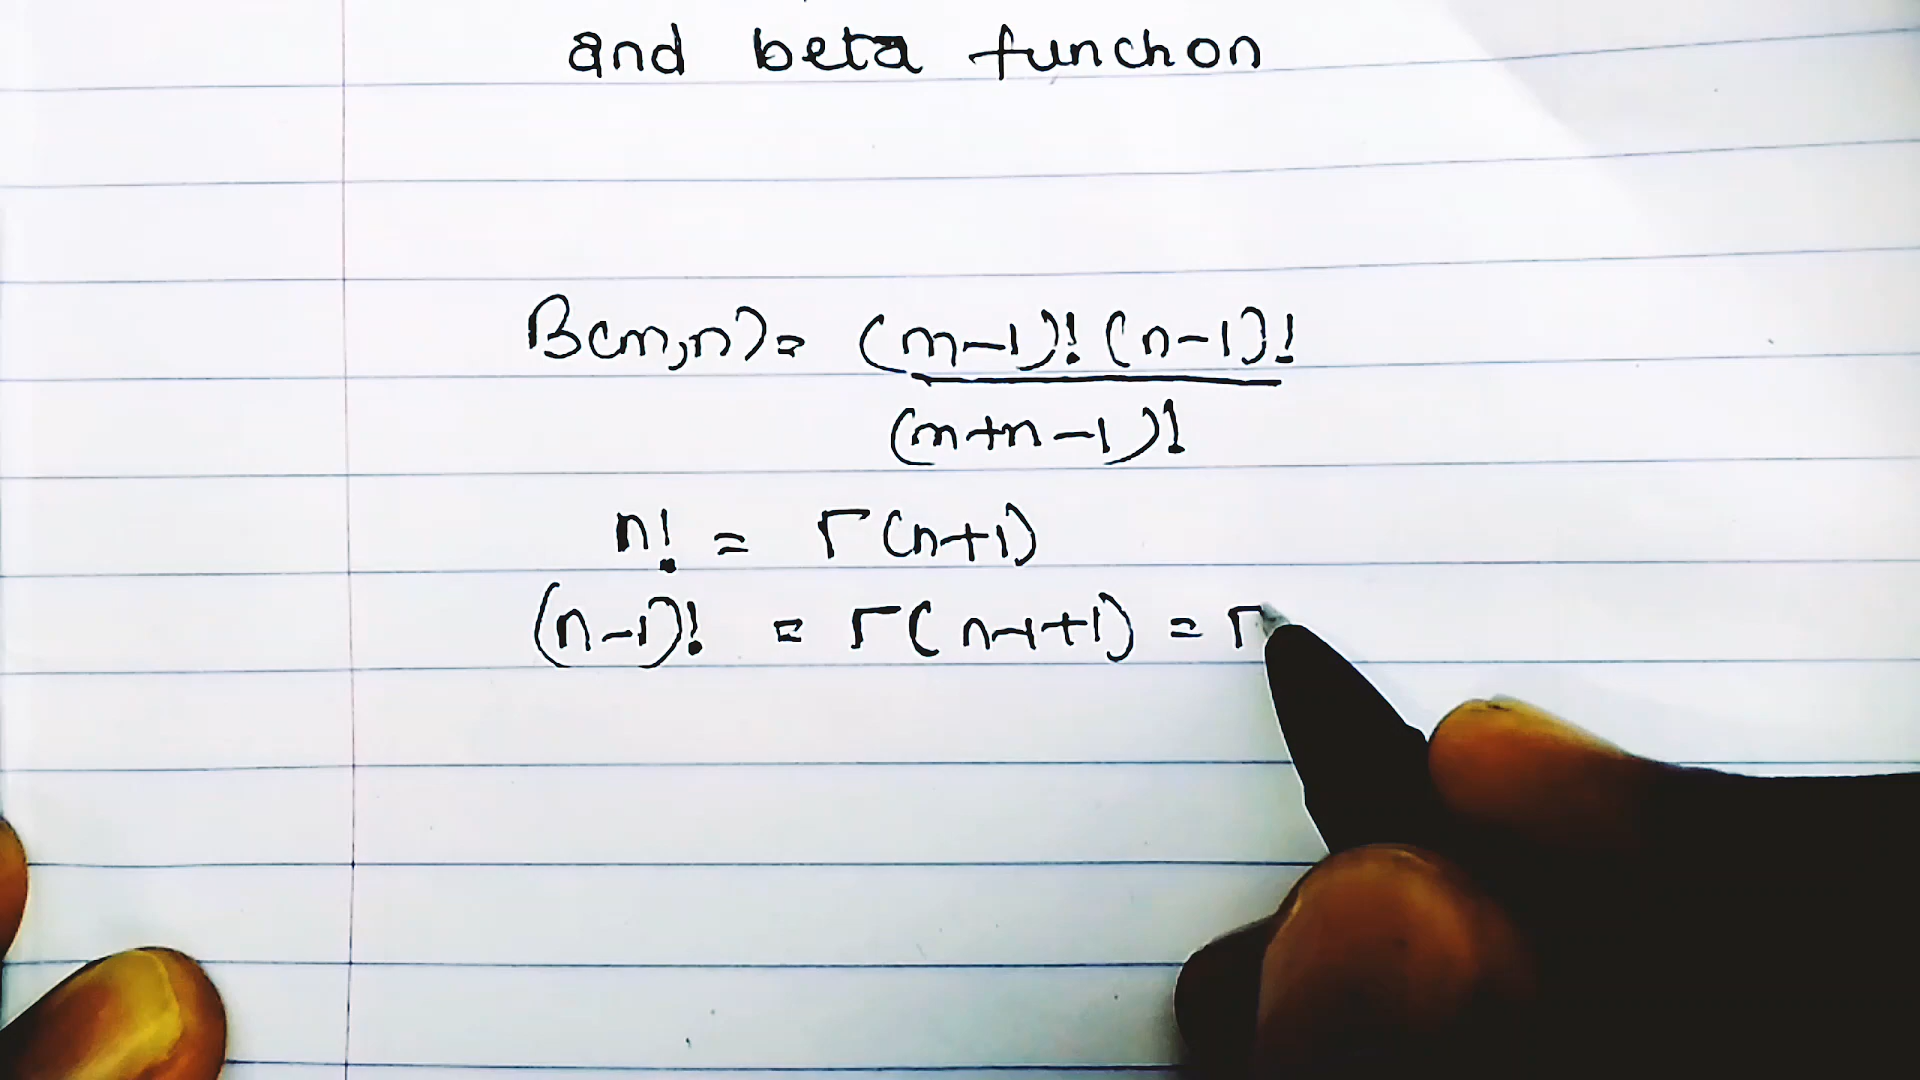 and beta function
B(m,n)= (m-1)! (n-1)!
(m+n-1)!
n! = Γ(n+1)
(n-1)! = Γ(n-1+1) = Γ